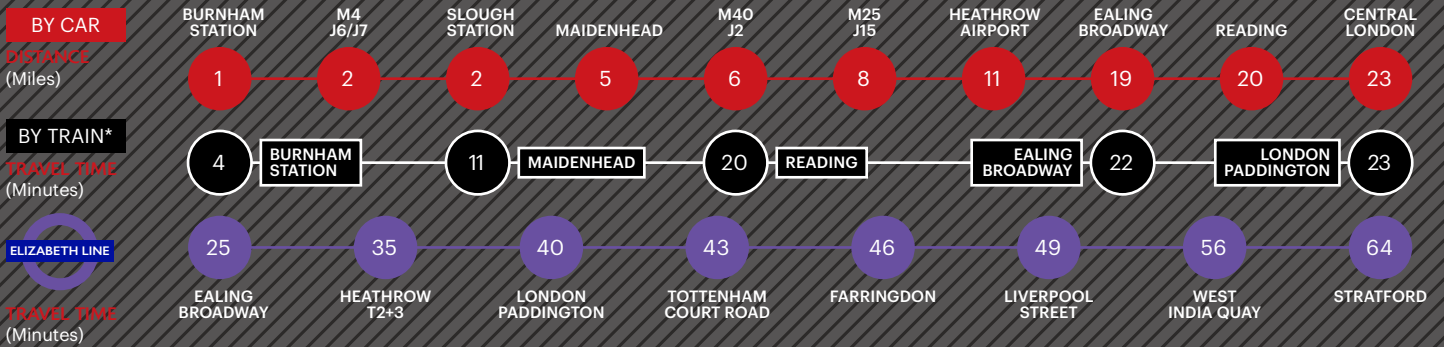 BY CAR
DISTANCE
(Miles)
BURNHAM
STATION
1
M4
J6/J7
2
SLOUGH
STATION
2
MAIDENHEAD
5
M40
J2
6
M25
J15
8
HEATHROW
AIRPORT
11
EALING
BROADWAY
19
READING
20
CENTRAL
LONDON
23
BY TRAIN*
TRAVEL TIME
(Minutes)
4
BURNHAM
STATION
11
MAIDENHEAD
20
READING
EALING
BROADWAY
22
LONDON
PADDINGTON
23
ELIZABETH LINE
TRAVEL TIME
(Minutes)
25
EALING
BROADWAY
35
HEATHROW
T2+3
40
LONDON
PADDINGTON
43
TOTTENHAM
COURT ROAD
46
FARRINGDON
49
LIVERPOOL
STREET
56
WEST
INDIA QUAY
64
STRATFORD